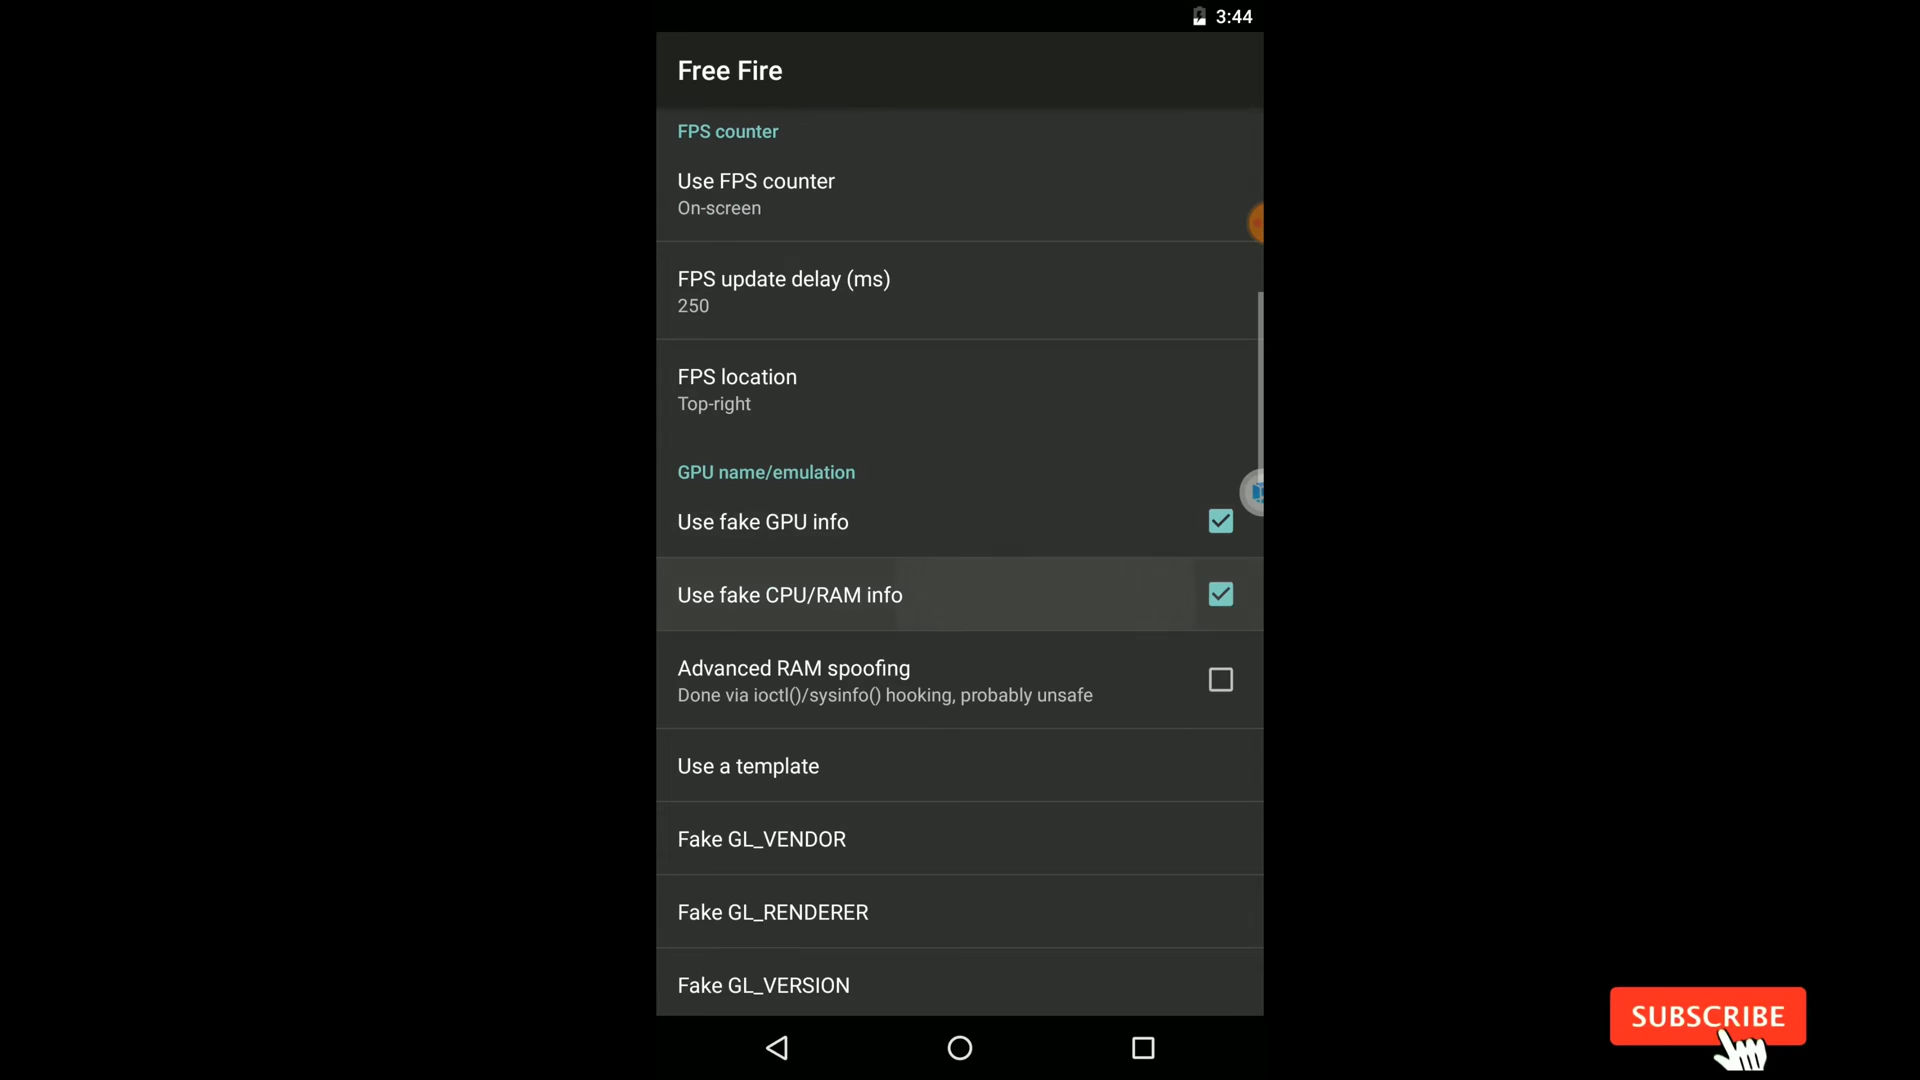 3:44
Free Fire
FPS counter
Use FPS counter
On-screen
FPS update delay (ms)
250
FPS location
Top-right
GPU name/emulation
Use fake GPU info
Use fake CPU/RAM info
Advanced RAM spoofing
Done via ioctl()/sysinfo() hooking, probably unsafe
Use a template
Fake GL_VENDOR
Fake GL_RENDERER
Fake GL_VERSION
SUBSCRIBE